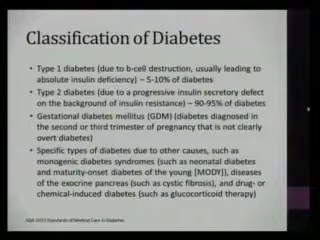 Classification of Diabetes
• Type 1 diabetes (due to b-cell destruction, usually leading to
absolute insulin deficiency) – 5-10% of diabetes
• Type 2 diabetes (due to a progressive insulin secretory defect
on the background of insulin resistance) – 90-95% of diabetes
• Gestational diabetes mellitus (GDM) (diabetes diagnosed in
the second or third trimester of pregnancy that is not clearly
overt diabetes)
• Specific types of diabetes due to other causes, such as
monogenic diabetes syndromes (such as neonatal diabetes
and maturity-onset diabetes of the young [MODY]), diseases
of the exocrine pancreas (such as cystic fibrosis), and drug- or
chemical-induced diabetes (such as glucocorticoid therapy)
ADA 2015 Standards of Medical Care in Diabetes